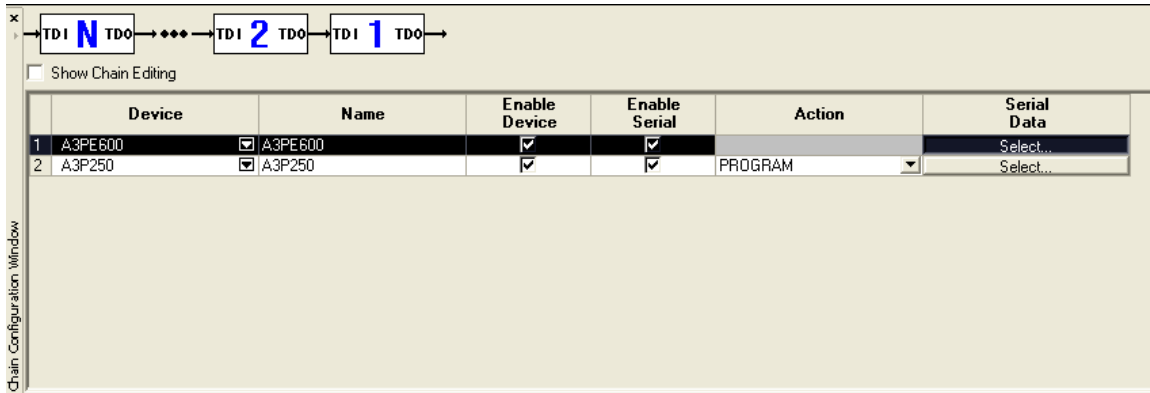 TDI N TDO TDI 2 TDO TDI 1 TDO
Show Chain Editing
Device Name Enable Device Enable Serial Action Serial Data
1 A3PE600 A3PE600 Select...
2 A3P250 A3P250 PROGRAM Select...
Chain Configuration Window